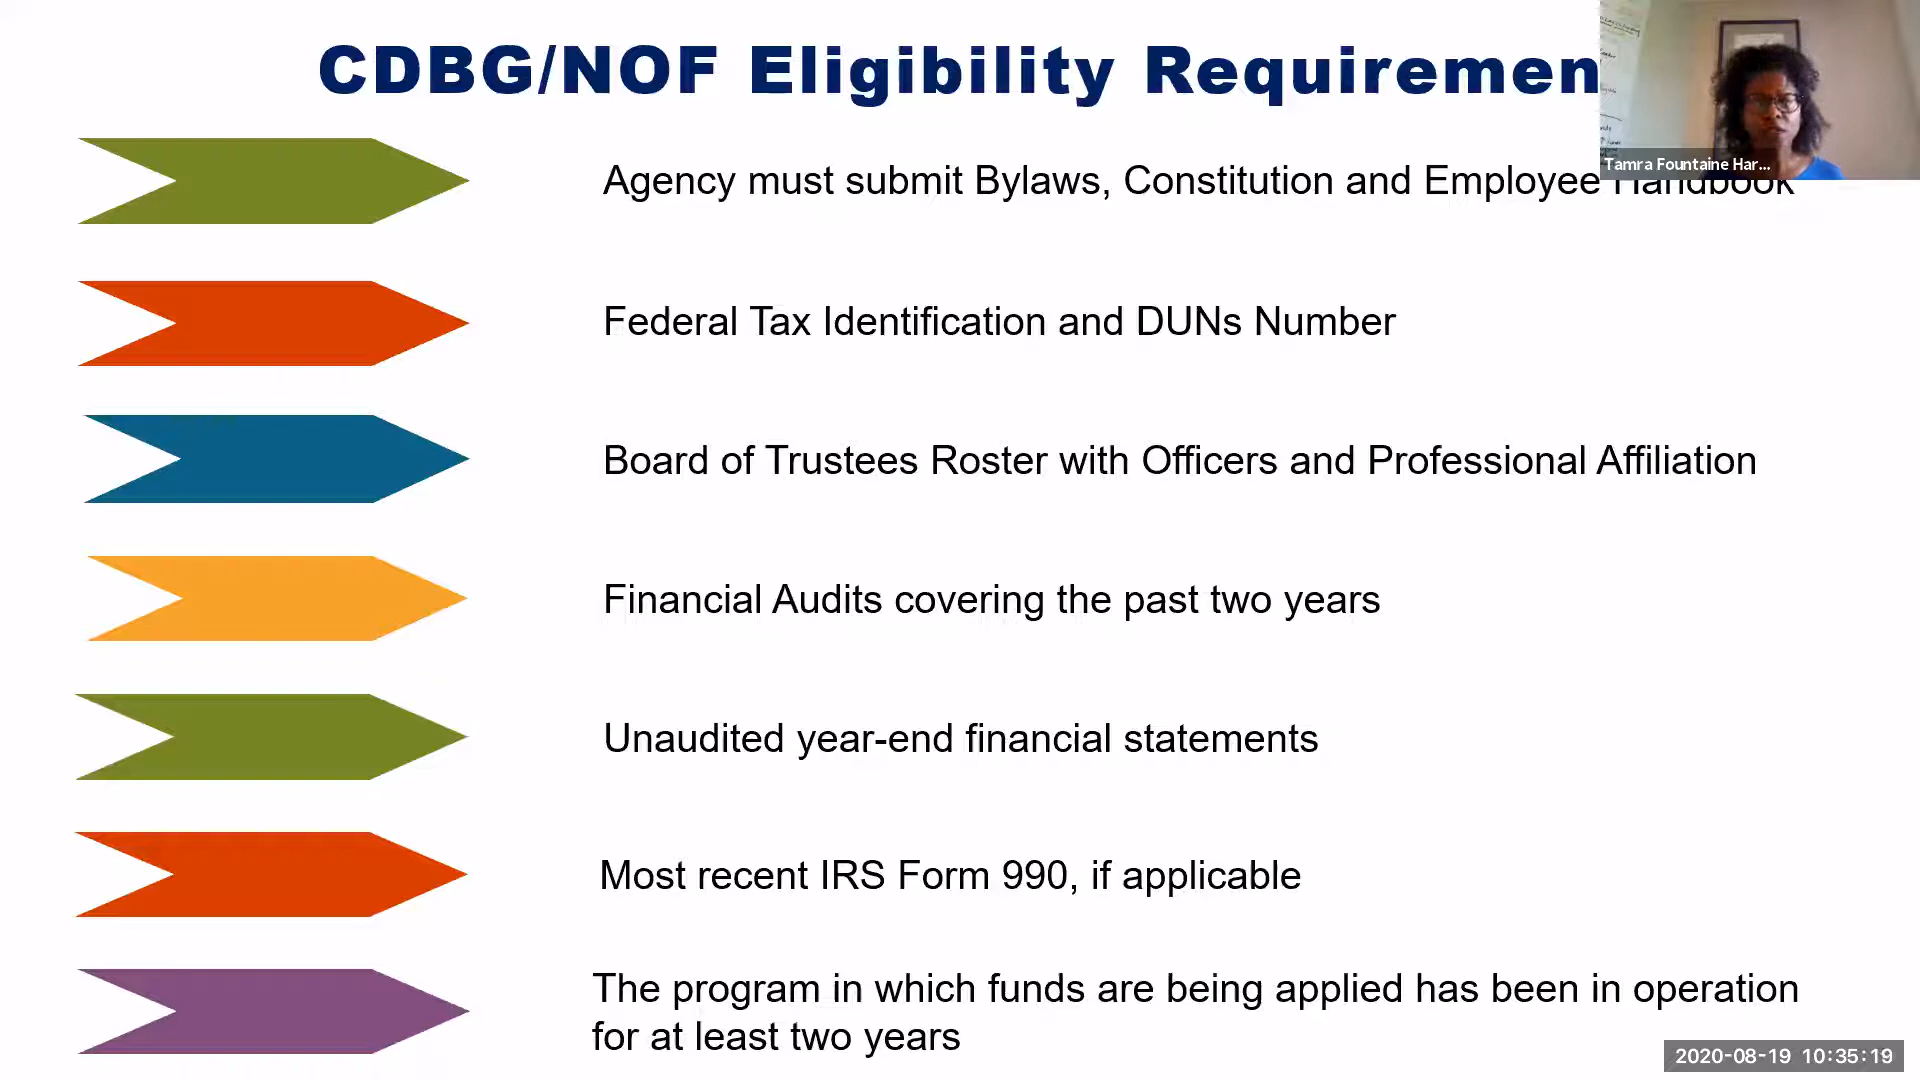 CDBG/NOF Eligibility Requiremen
Tamra Fountaine Har...
Agency must submit Bylaws, Constitution and Employee Handbook
Federal Tax Identification and DUNs Number
Board of Trustees Roster with Officers and Professional Affiliation
Financial Audits covering the past two years
Unaudited year-end financial statements
Most recent IRS Form 990, if applicable
The program in which funds are being applied has been in operation
for at least two years
2020-08-19 10:35:19